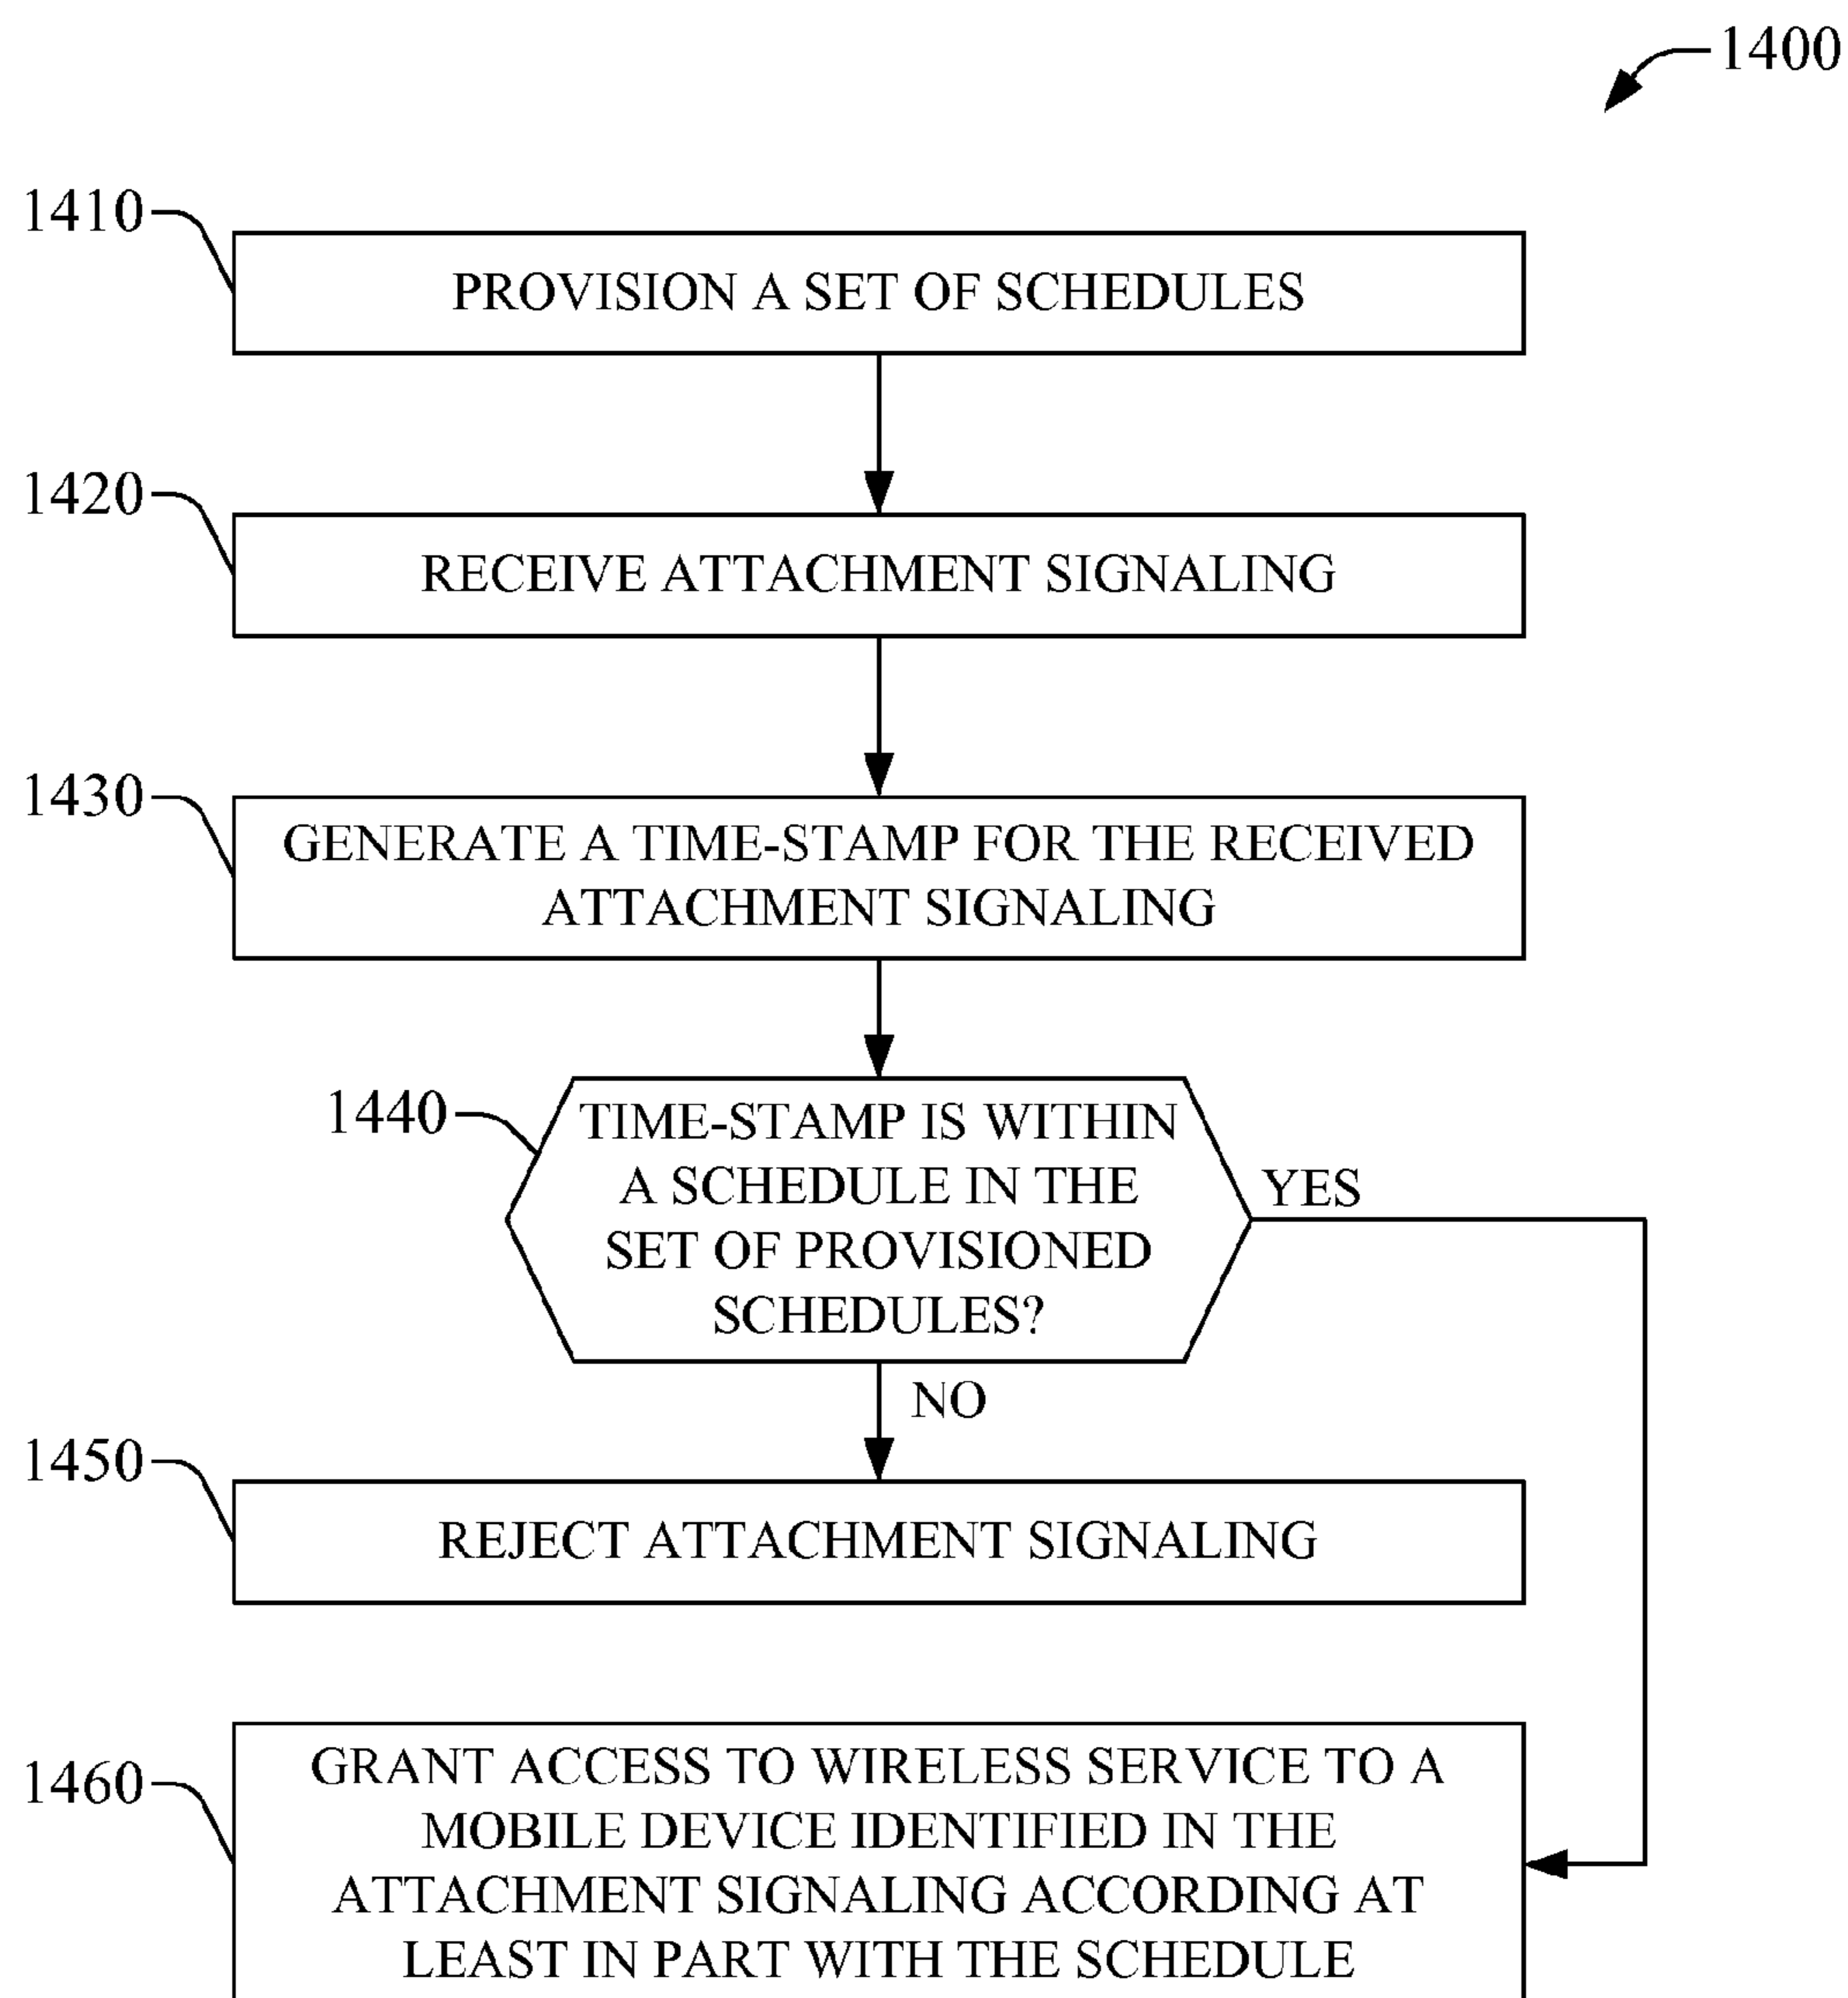 1400
1410
PROVISION A SET OF SCHEDULES
1420
RECEIVE ATTACHMENT SIGNALING
1430
GENERATE A TIME-STAMP FOR THE RECEIVED
ATTACHMENT SIGNALING
1440
TIME-STAMP IS WITHIN
A SCHEDULE IN THE
SET OF PROVISIONED
SCHEDULES?
YES
NO
1450
REJECT ATTACHMENT SIGNALING
1460
GRANT ACCESS TO WIRELESS SERVICE TO A
MOBILE DEVICE IDENTIFIED IN THE
ATTACHMENT SIGNALING ACCORDING AT
LEAST IN PART WITH THE SCHEDULE